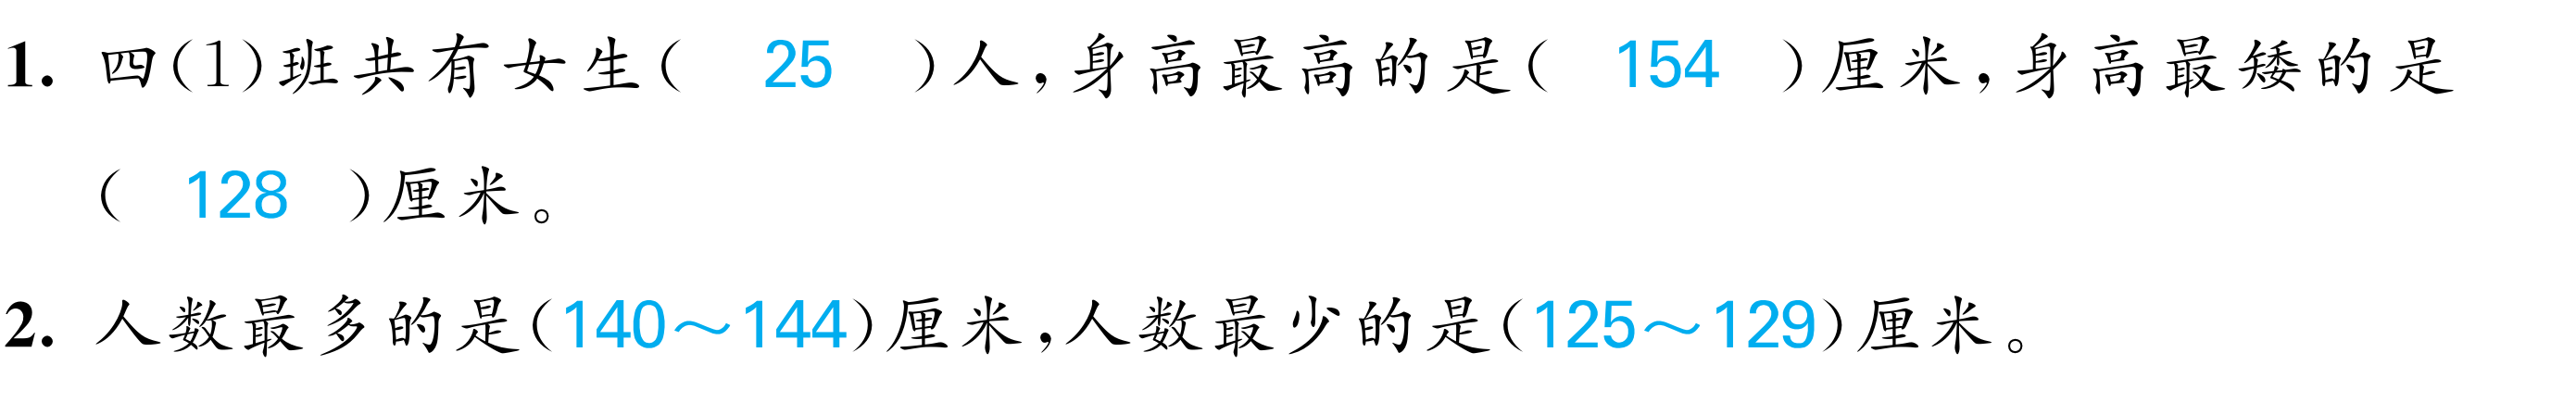 1. 四(1)班共有女生( 25 )人,身高最高的是( 154 )厘米,身高最矮的是
( 128 )厘米。
2. 人数最多的是(140～144)厘米,人数最少的是(125～129)厘米。